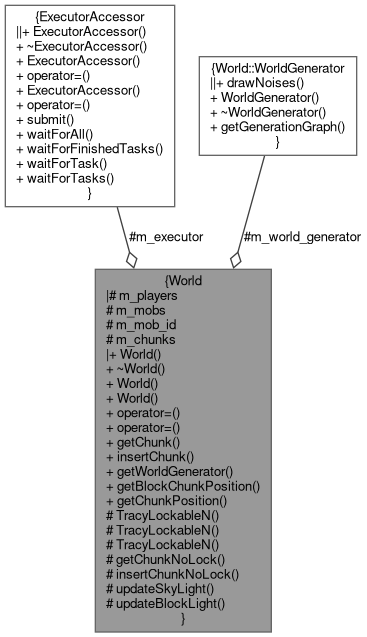 {ExecutorAccessor
||+ ExecutorAccessor()
+ ~ExecutorAccessor()
+ ExecutorAccessor()
+ operator=()
+ ExecutorAccessor()
+ operator=()
+ submit()
+ waitForAll()
+ waitForFinishedTasks()
+ waitForTask()
+ waitForTasks()
}
{World::WorldGenerator
||+ drawNoises()
+ WorldGenerator()
+ ~WorldGenerator()
+ getGenerationGraph()
}
#m_executor
#m_world_generator
{World
|# m_players
# m_mobs
# m_mob_id
# m_chunks
|+ World()
+ ~World()
+ World()
+ World()
+ operator=()
+ operator=()
+ getChunk()
+ insertChunk()
+ getWorldGenerator()
+ getBlockChunkPosition()
+ getChunkPosition()
# TracyLockableN()
# TracyLockableN()
# TracyLockableN()
# getChunkNoLock()
# insertChunkNoLock()
# updateSkyLight()
# updateBlockLight()
}